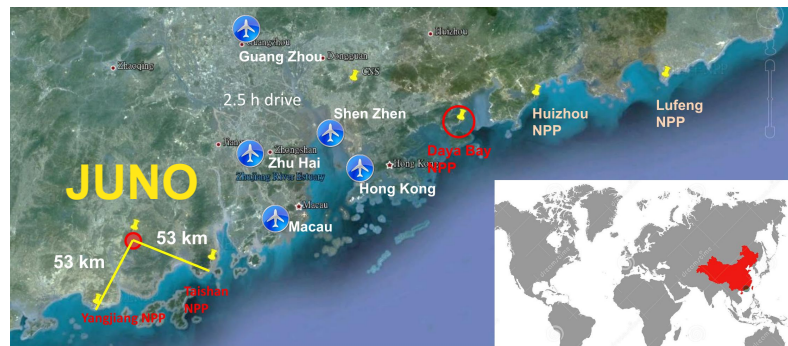 Guangzhou
Guang Zhou
Dongguan
Huizhou
Zhaoqing
CNS
2.5 h drive
Shen Zhen
Huizhou
NPP
Lufeng
NPP
Daya Bay
NPP
Zhongshan
Zhu Hai
Zhujiang River Estuary
Hong Kong
Hong Kong
JUNO
Macau
Macau
53 km
53 km
Taishan
NPP
Yangjiang NPP